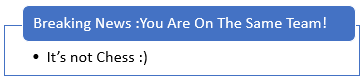 Breaking News :You Are On The Same Team!
• It’s not Chess :)